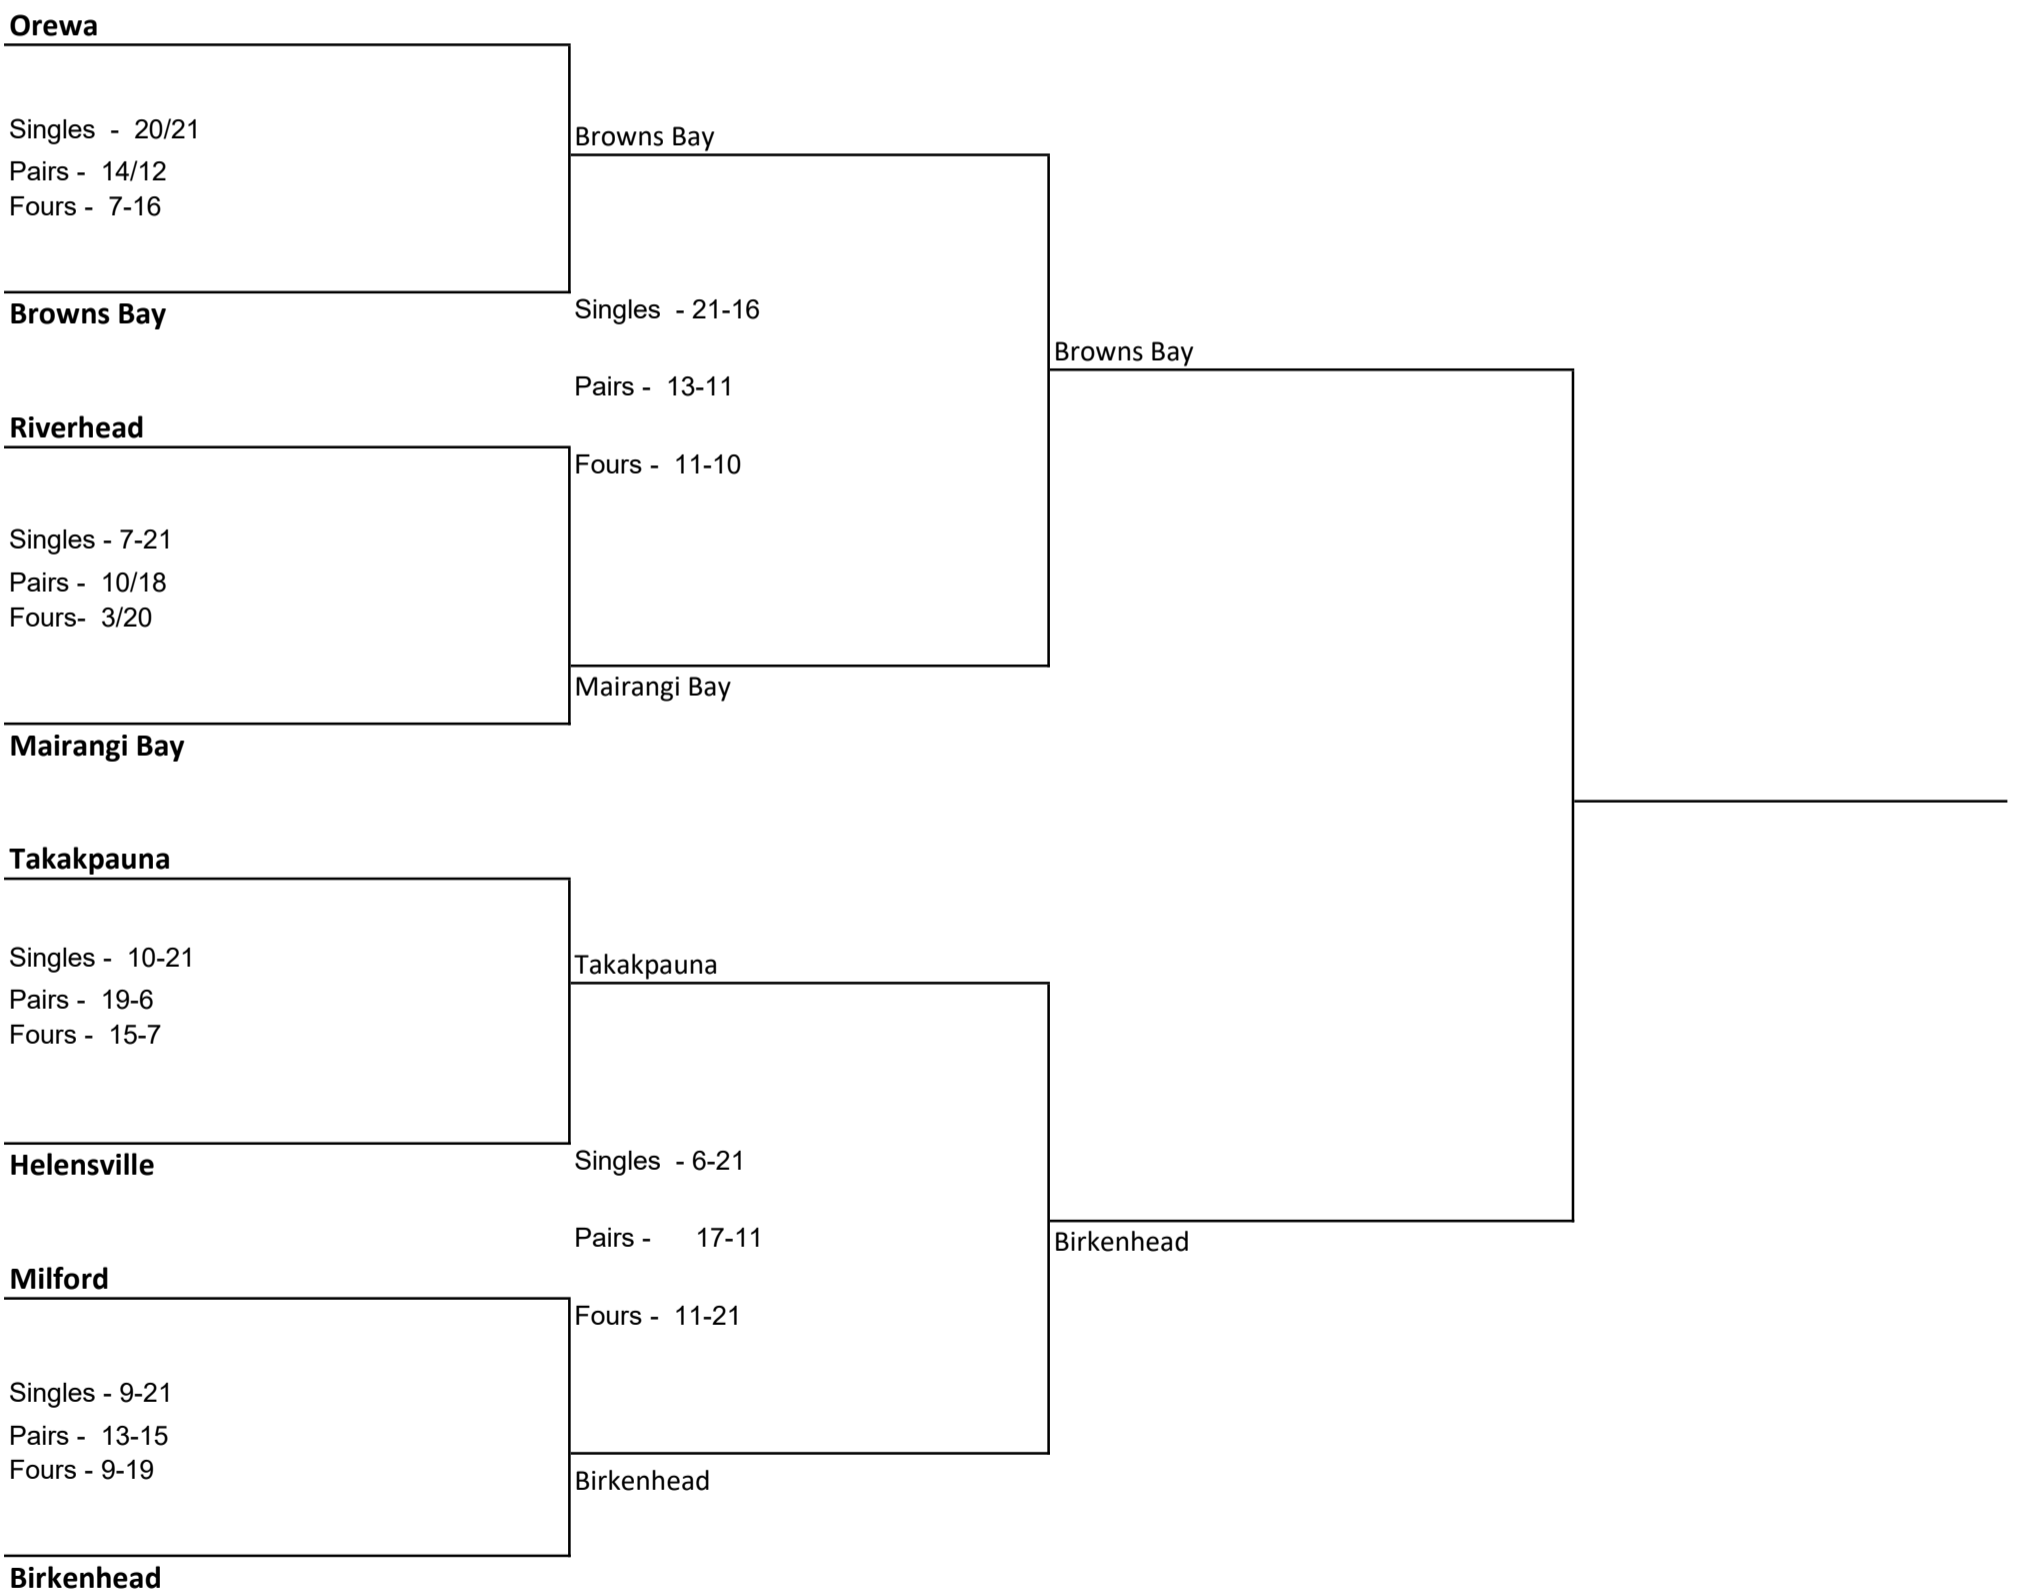 Orewa
Singles - 20/21
Pairs - 14/12
Fours - 7-16
Browns Bay
Riverhead
Singles - 7-21
Pairs - 10/18
Fours- 3/20
Mairangi Bay
Takakpauna
Singles - 10-21
Pairs - 19-6
Fours - 15-7
Helensville
Milford
Singles - 9-21
Pairs - 13-15
Fours - 9-19
Birkenhead
Browns Bay
Singles - 21-16
Pairs - 13-11
Fours - 11-10
Mairangi Bay
Takakpauna
Singles - 6-21
Pairs - 17-11
Fours - 11-21
Birkenhead
Browns Bay
Birkenhead